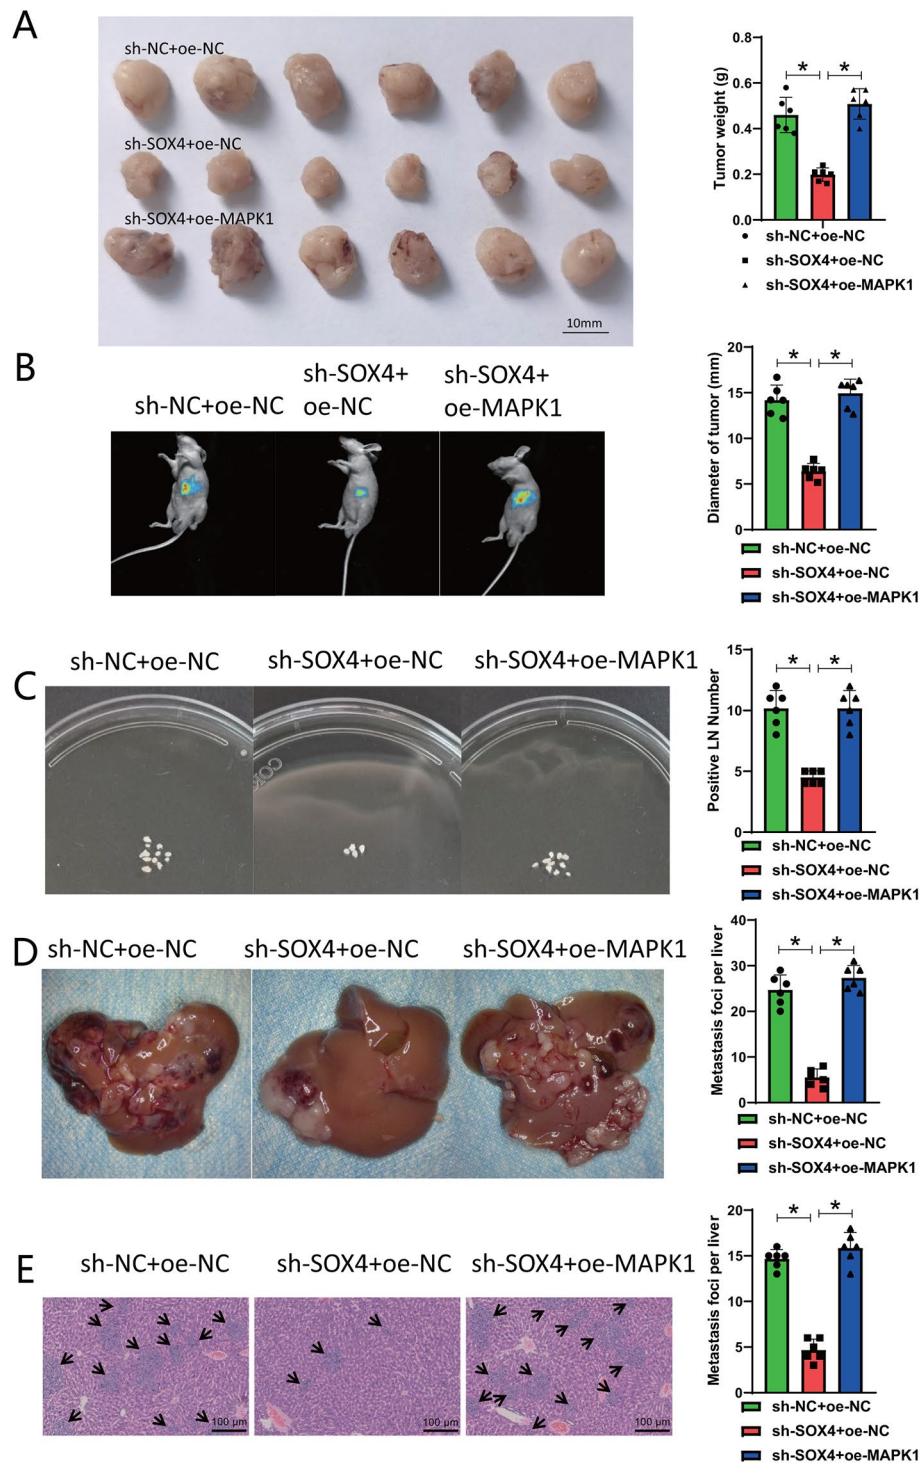 A
sh-NC+oe-NC
sh-SOX4+oe-NC
sh-SOX4+oe-MAPK1
10mm
Tumor weight (g)
0.8
0.6
0.4
0.2
0.0
* *
sh-NC+oe-NC
sh-SOX4+oe-NC
sh-SOX4+oe-MAPK1
B
sh-NC+oe-NC
sh-SOX4+
oe-NC
sh-SOX4+
oe-MAPK1
Diameter of tumor (mm)
20
15
10
5
0
* *
sh-NC+oe-NC
sh-SOX4+oe-NC
sh-SOX4+oe-MAPK1
C
sh-NC+oe-NC
sh-SOX4+oe-NC
sh-SOX4+oe-MAPK1
Positive LN Number
15
10
5
0
* *
sh-NC+oe-NC
sh-SOX4+oe-NC
sh-SOX4+oe-MAPK1
D
sh-NC+oe-NC
sh-SOX4+oe-NC
sh-SOX4+oe-MAPK1
Metastasis foci per liver
40
30
20
10
0
* *
sh-NC+oe-NC
sh-SOX4+oe-NC
sh-SOX4+oe-MAPK1
E
sh-NC+oe-NC
sh-SOX4+oe-NC
sh-SOX4+oe-MAPK1
100 μm
100 μm
100 μm
Metastasis foci per liver
20
15
10
5
0
* *
sh-NC+oe-NC
sh-SOX4+oe-NC
sh-SOX4+oe-MAPK1